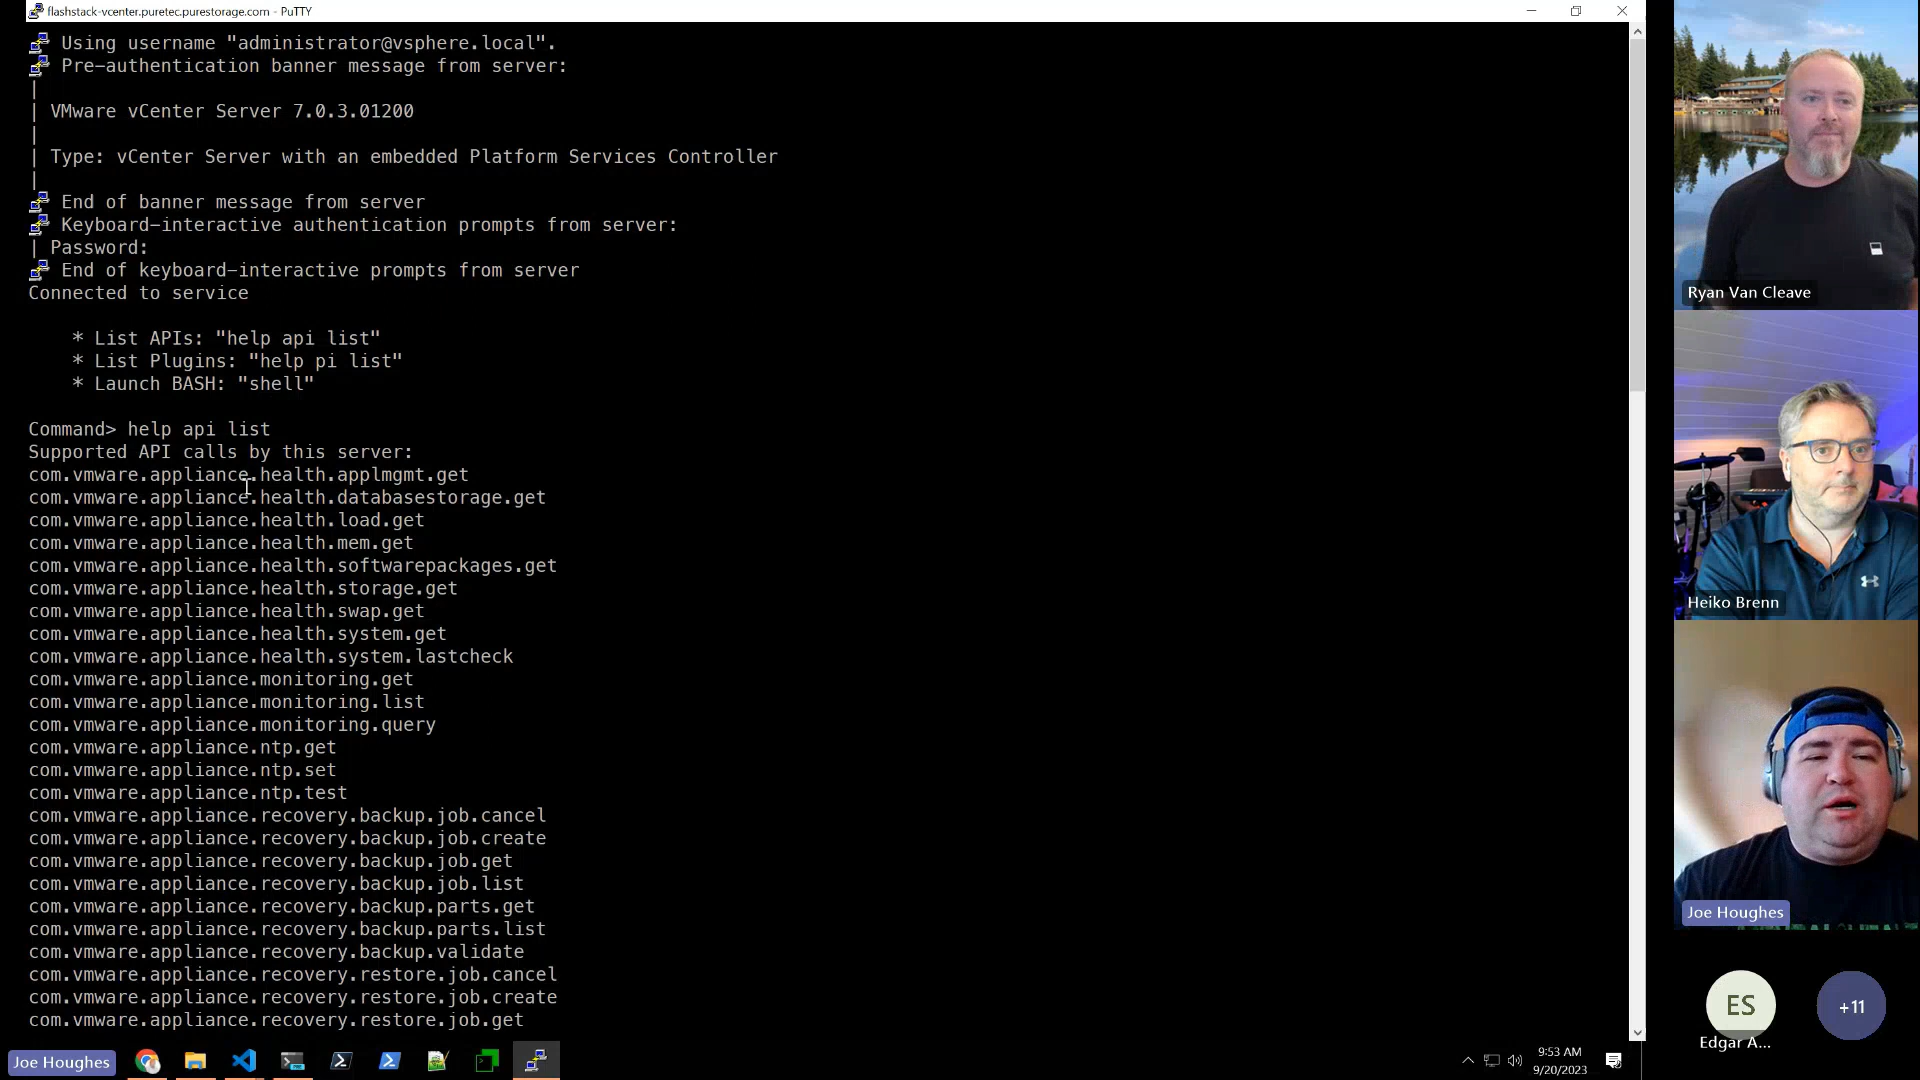 flashstack-vcenter.puretec.purestorage.com - PuTTY
Using username "administrator@vsphere.local".
Pre-authentication banner message from server:
|
| VMware vCenter Server 7.0.3.01200
|
| Type: vCenter Server with an embedded Platform Services Controller
|
End of banner message from server
Keyboard-interactive authentication prompts from server:
| Password:
End of keyboard-interactive prompts from server
Connected to service
* List APIs: "help api list"
* List Plugins: "help pi list"
* Launch BASH: "shell"
Command> help api list
Supported API calls by this server:
com.vmware.appliance.health.applmgmt.get
com.vmware.appliance.health.databasestorage.get
com.vmware.appliance.health.load.get
com.vmware.appliance.health.mem.get
com.vmware.appliance.health.softwarepackages.get
com.vmware.appliance.health.storage.get
com.vmware.appliance.health.swap.get
com.vmware.appliance.health.system.get
com.vmware.appliance.health.system.lastcheck
com.vmware.appliance.monitoring.get
com.vmware.appliance.monitoring.list
com.vmware.appliance.monitoring.query
com.vmware.appliance.ntp.get
com.vmware.appliance.ntp.set
com.vmware.appliance.ntp.test
com.vmware.appliance.recovery.backup.job.cancel
com.vmware.appliance.recovery.backup.job.create
com.vmware.appliance.recovery.backup.job.get
com.vmware.appliance.recovery.backup.job.list
com.vmware.appliance.recovery.backup.parts.get
com.vmware.appliance.recovery.backup.parts.list
com.vmware.appliance.recovery.backup.validate
com.vmware.appliance.recovery.restore.job.cancel
com.vmware.appliance.recovery.restore.job.create
com.vmware.appliance.recovery.restore.job.get
Ryan Van Cleave
Heiko Brenn
Joe Houghes
ES
+11
Edgar A...
Joe Houghes
9:53 AM
9/20/2023